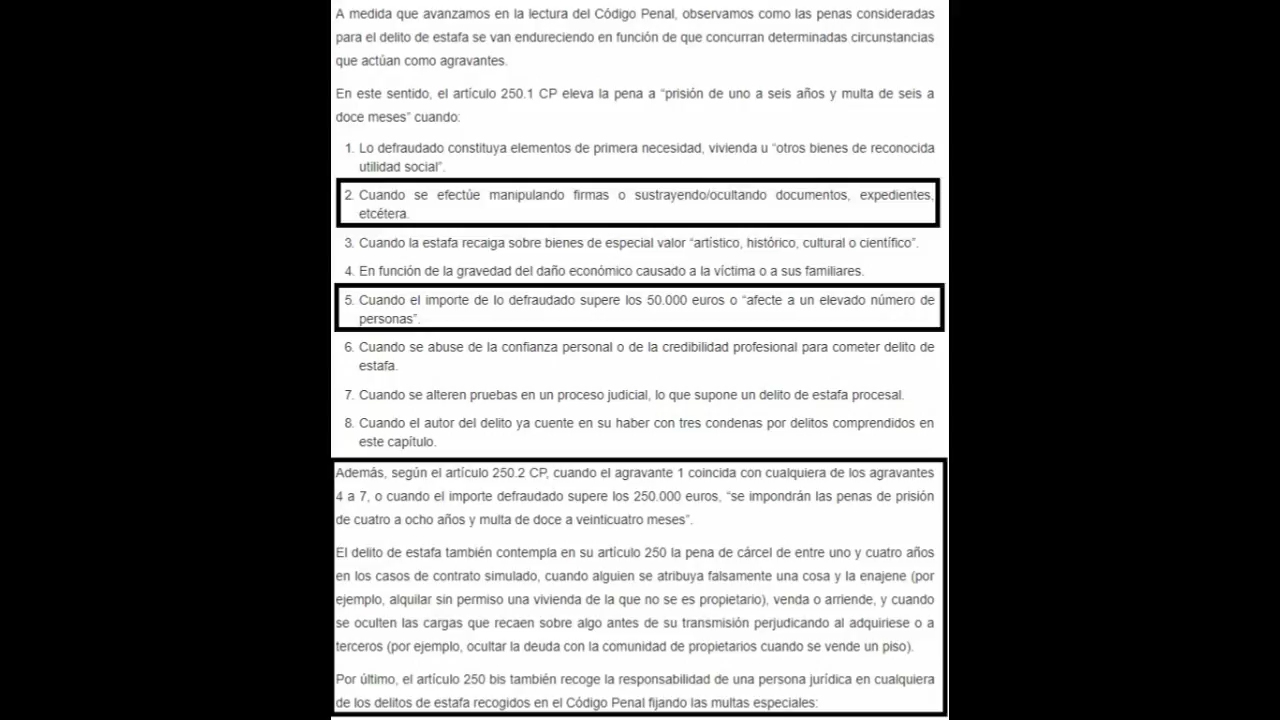 A medida que avanzamos en la lectura del Código Penal, observamos como las penas consideradas
para el delito de estafa se van endureciendo en función de que concurran determinadas circunstancias
que actúan como agravantes.
En este sentido, el artículo 250.1 CP eleva la pena a “prisión de uno a seis años y multa de seis a
doce meses” cuando:
1. Lo defraudado constituya elementos de primera necesidad, vivienda u “otros bienes de reconocida
utilidad social”.
2. Cuando se efectúe manipulando firmas o sustrayendo/ocultando documentos, expedientes,
etcétera.
3. Cuando la estafa recaiga sobre bienes de especial valor “artístico, histórico, cultural o científico”.
4. En función de la gravedad del daño económico causado a la víctima o a sus familiares.
5. Cuando el importe de lo defraudado supere los 50.000 euros o “afecte a un elevado número de
personas”.
6. Cuando se abuse de la confianza personal o de la credibilidad profesional para cometer delito de
estafa.
7. Cuando se alteren pruebas en un proceso judicial, lo que supone un delito de estafa procesal.
8. Cuando el autor del delito ya cuente en su haber con tres condenas por delitos comprendidos en
este capítulo.
Además, según el artículo 250.2 CP, cuando el agravante 1 coincida con cualquiera de los agravantes
4 a 7, o cuando el importe defraudado supere los 250.000 euros, “se impondrán las penas de prisión
de cuatro a ocho años y multa de doce a veinticuatro meses”.
El delito de estafa también contempla en su artículo 250 la pena de cárcel de entre uno y cuatro años
en los casos de contrato simulado, cuando alguien se atribuya falsamente una cosa y la enajene (por
ejemplo, alquilar sin permiso una vivienda de la que no se es propietario), venda o arriende, y cuando
se oculten las cargas que recaen sobre algo antes de su transmisión perjudicando al adquiriese o a
terceros (por ejemplo, ocultar la deuda con la comunidad de propietarios cuando se vende un piso).
Por último, el artículo 250 bis también recoge la responsabilidad de una persona jurídica en cualquiera
de los delitos de estafa recogidos en el Código Penal fijando las multas especiales: